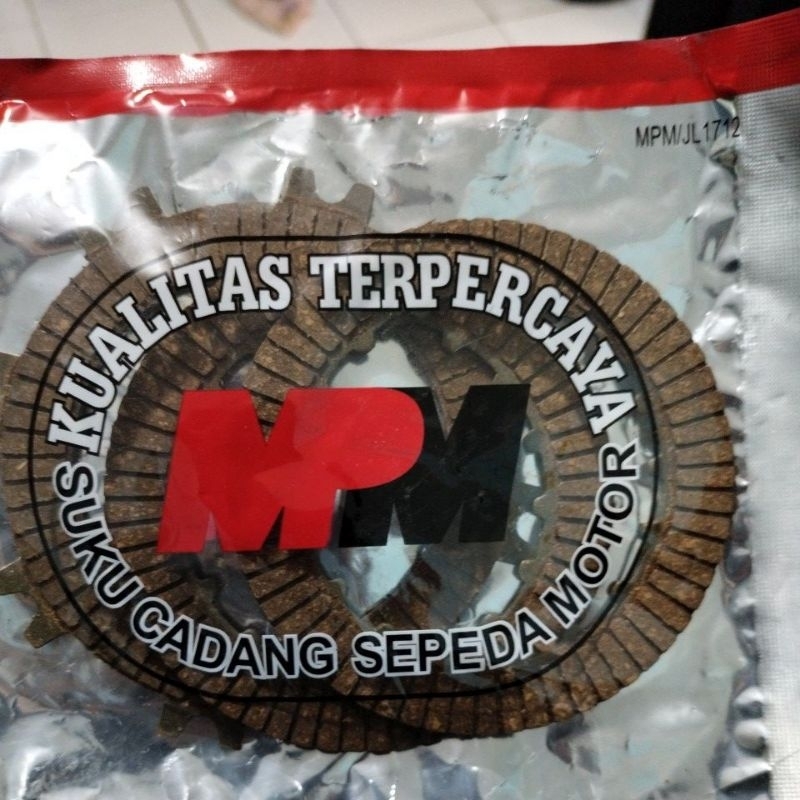 MPM/JL1712
KUALITAS TERPERCAYA
MPM
SUKU CADANG SEPEDA MOTOR